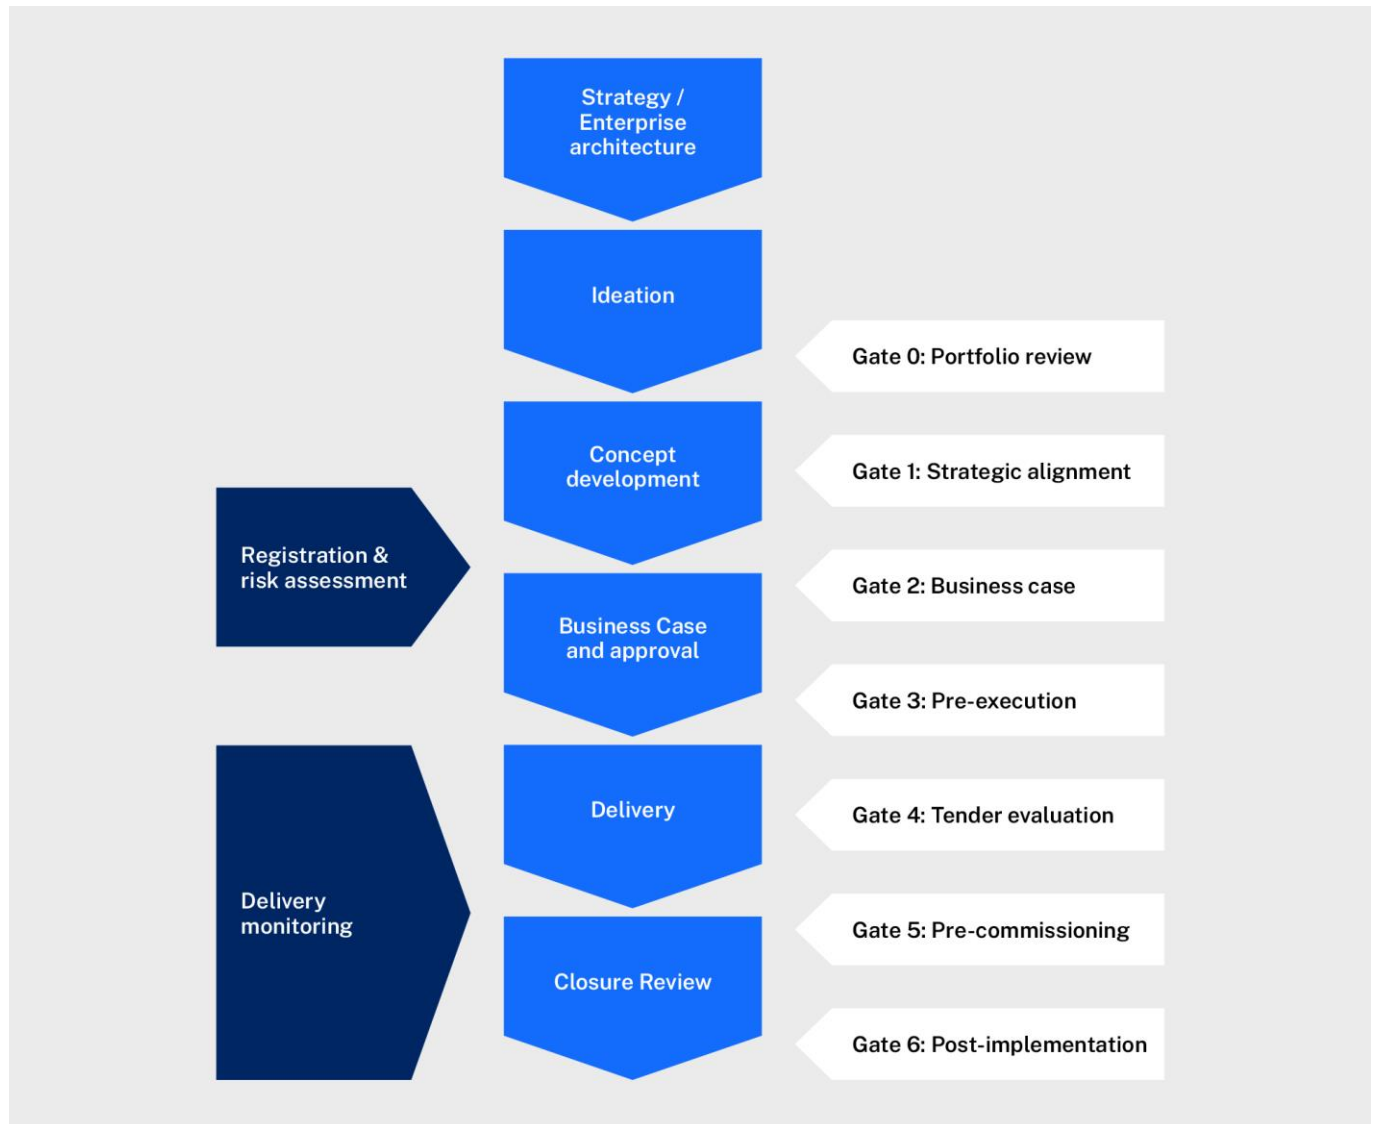 Strategy /
Enterprise
architecture
Ideation
Gate 0: Portfolio review
Concept
development
Gate 1: Strategic alignment
Registration &
risk assessment
Gate 2: Business case
Business Case
and approval
Gate 3: Pre-execution
Delivery
Gate 4: Tender evaluation
Delivery
monitoring
Gate 5: Pre-commissioning
Closure Review
Gate 6: Post-implementation